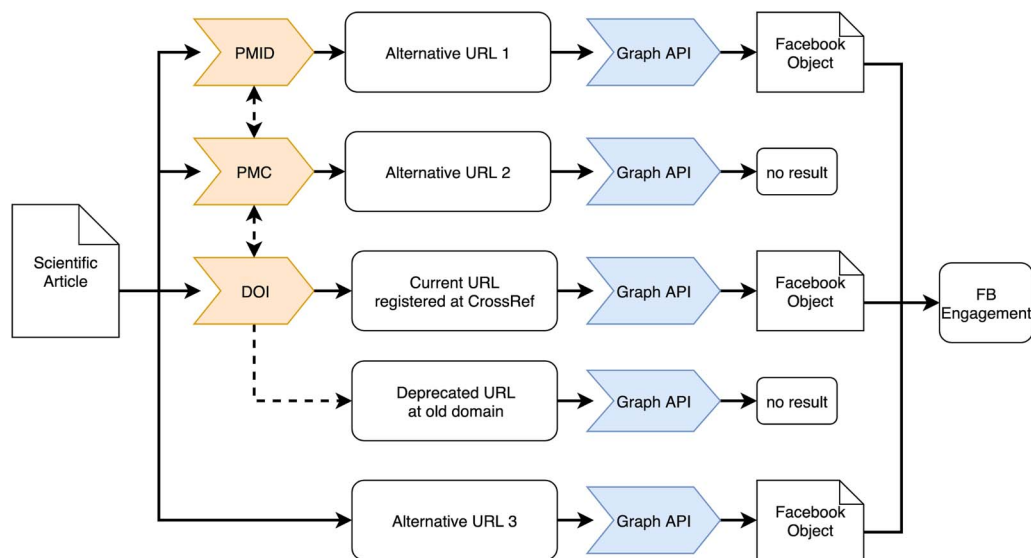 PMID
Alternative URL 1
Graph API
Facebook
Object
PMC
Alternative URL 2
Graph API
no result
Scientific
Article
DOI
Current URL
registered at CrossRef
Graph API
Facebook
Object
FB
Engagement
Deprecated URL
at old domain
Graph API
no result
Alternative URL 3
Graph API
Facebook
Object